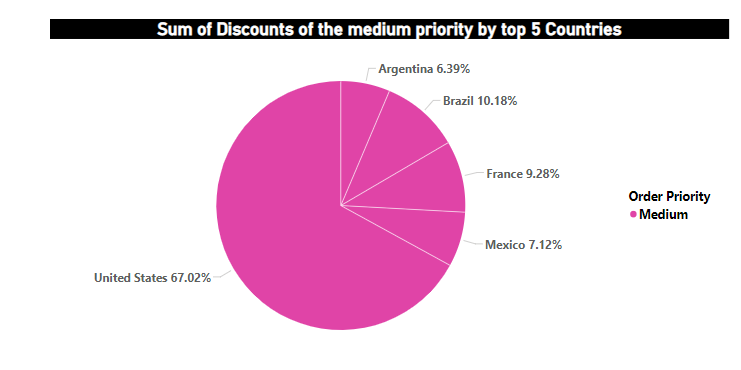 Sum of Discounts of the medium priority by top 5 Countries
Argentina 6.39%
Brazil 10.18%
France 9.28%
Order Priority
Medium
Mexico 7.12%
United States 67.02%